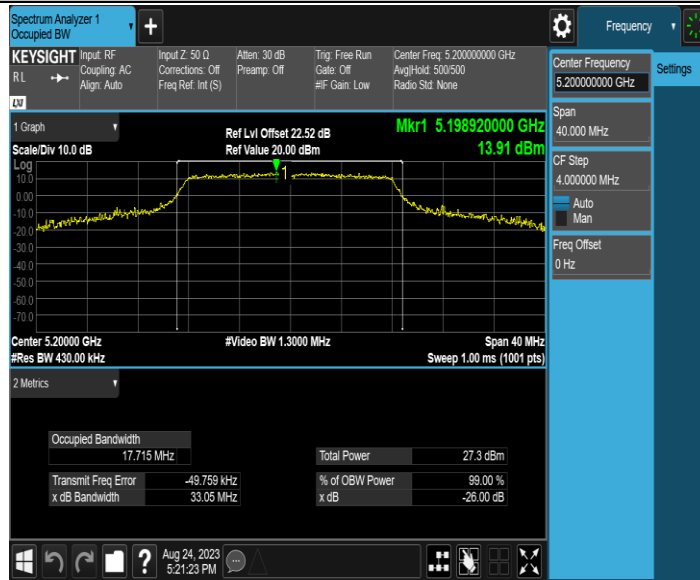 Spectrum Analyzer 1
Occupied BW
+
Frequency
KEYSIGHT
R L
LXI
Input: RF
Coupling: AC
Align: Auto
Input Z: 50 Ω
Corrections: Off
Freq Ref: Int (S)
Atten: 30 dB
Preamp: Off
Trig: Free Run
Gate: Off
#IF Gain: Low
Center Freq: 5.200000000 GHz
Avg|Hold: 500/500
Radio Std: None
Center Frequency
5.200000000 GHz
Settings
Span
40.000 MHz
CF Step
4.000000 MHz
Auto
Man
Freq Offset
0 Hz
1 Graph
Ref Lvl Offset 22.52 dB
Mkr1 5.198920000 GHz
Scale/Div 10.0 dB
Ref Value 20.00 dBm
13.91 dBm
Log
10.0
0.00
-10.0
-20.0
-30.0
-40.0
-50.0
-60.0
-70.0
1
Center 5.20000 GHz
#Video BW 1.3000 MHz
Span 40 MHz
#Res BW 430.00 kHz
Sweep 1.00 ms (1001 pts)
2 Metrics
Occupied Bandwidth
17.715 MHz
Total Power 27.3 dBm
Transmit Freq Error -49.759 kHz
% of OBW Power 99.00 %
x dB Bandwidth 33.05 MHz
x dB -26.00 dB
?
Aug 24, 2023
5:21:23 PM